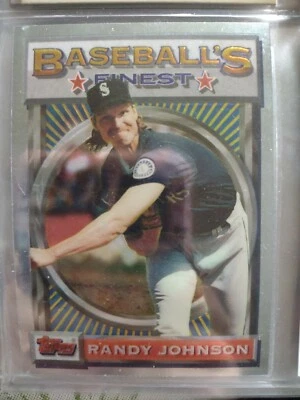 BASEBALL'S
FINEST
S
Topps RANDY JOHNSON